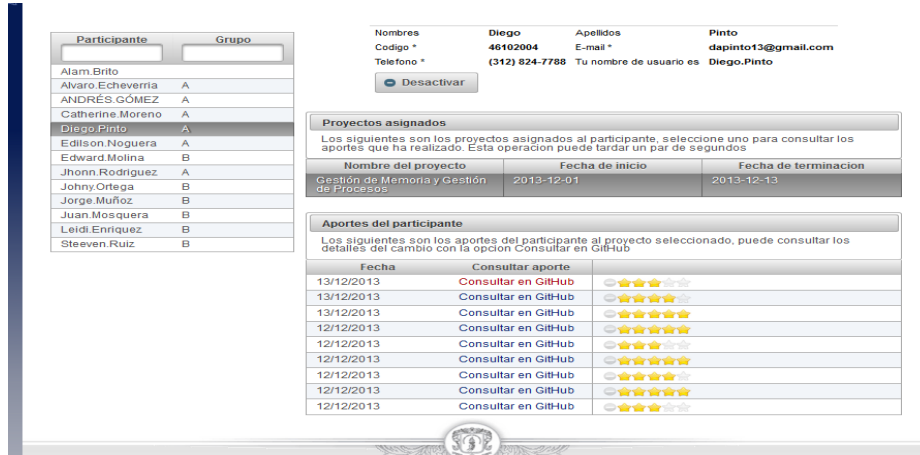 Participante Grupo
Alam.Brito
Alvaro.Echeverria A
ANDRÉS.GÓMEZ A
Catherine.Moreno A
Diego.Pinto A
Edilson.Noguera A
Edward.Molina B
Jhonn.Rodriguez A
Johny.Ortega B
Jorge.Muñoz B
Juan.Mosquera B
Leidi.Enriquez B
Steeven.Ruiz B
Nombres Diego Apellidos Pinto
Codigo * 46102004 E-mail * dapinto13@gmail.com
Telefono * (312) 824-7788 Tu nombre de usuario es Diego.Pinto
Desactivar
Proyectos asignados
Los siguientes son los proyectos asignados al participante, seleccione uno para consultar los
aportes que ha realizado. Esta operacion puede tardar un par de
segundos
Nombre del proyecto Fecha de inicio Fecha de terminacion
Gestión de Memoria y Gestión 2013-12-01 2013-12-13
de Procesos
Aportes del participante
Los siguientes son los aportes del participante al proyecto seleccionado, puede consultar los
detalles del cambio con la opcion Consultar en GitHub
Fecha Consultar aporte
13/12/2013 Consultar en GitHub
13/12/2013 Consultar en GitHub
13/12/2013 Consultar en GitHub
12/12/2013 Consultar en GitHub
12/12/2013 Consultar en GitHub
12/12/2013 Consultar en GitHub
12/12/2013 Consultar en GitHub
12/12/2013 Consultar en GitHub
12/12/2013 Consultar en GitHub